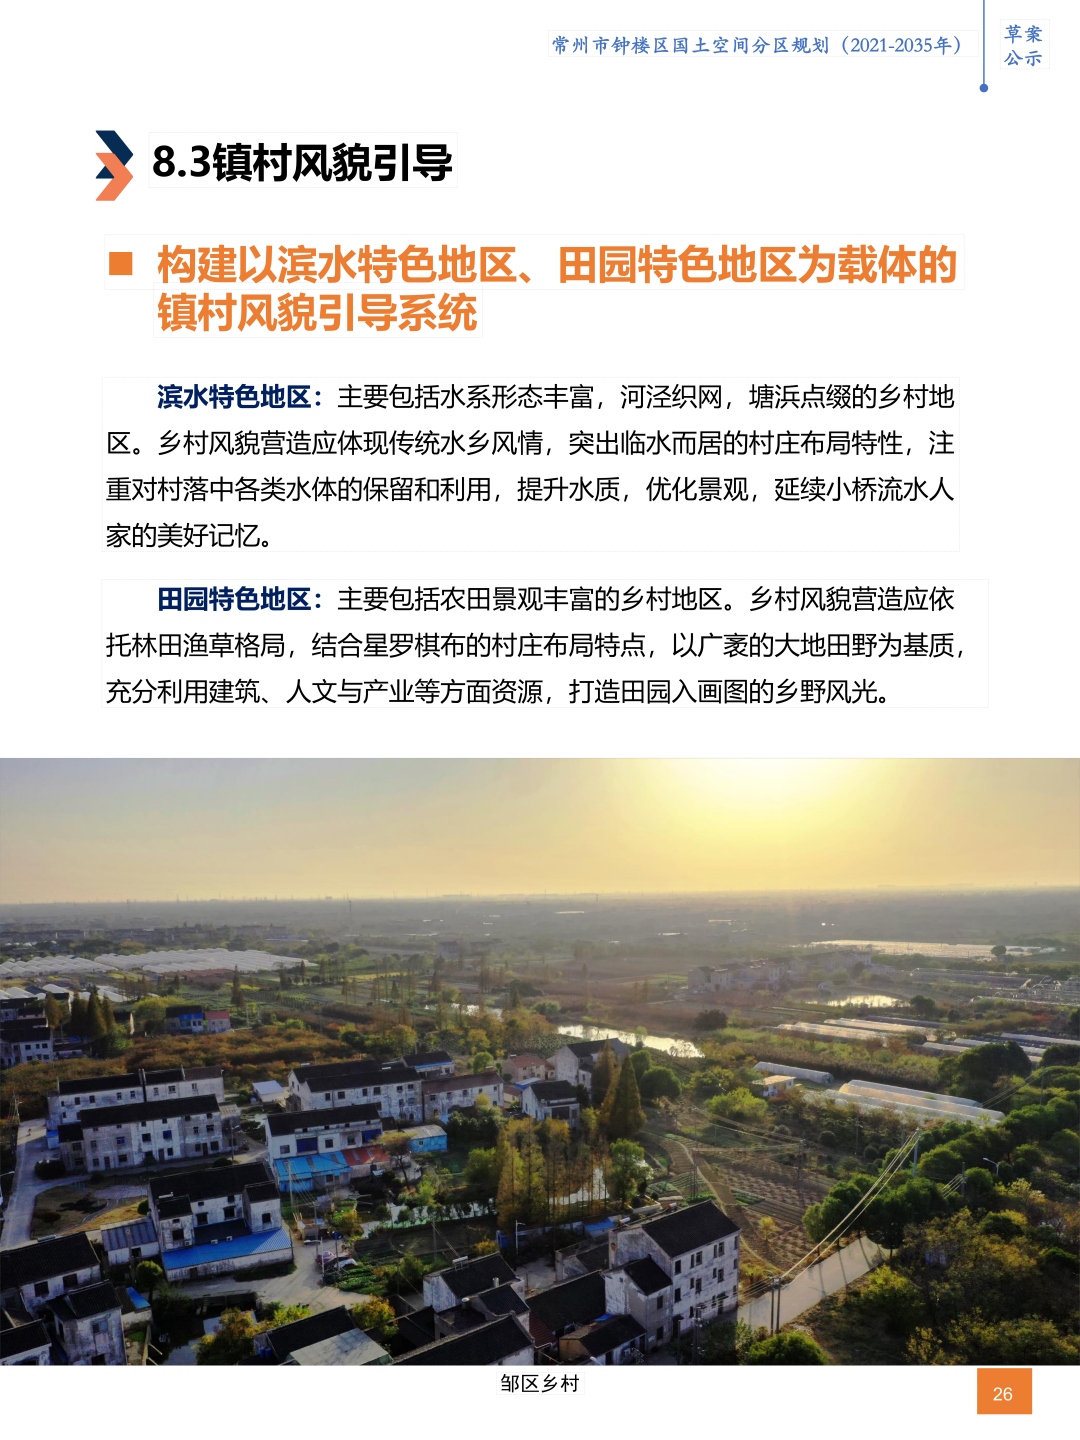 常州市钟楼区国土空间分区规划（2021-2035年）
草案
公示
8.3镇村风貌引导
构建以滨水特色地区、田园特色地区为载体的
镇村风貌引导系统
滨水特色地区：主要包括水系形态丰富，河泾织网，塘浜点缀的乡村地
区。乡村风貌营造应体现传统水乡风情，突出临水而居的村庄布局特性，注
重对村落中各类水体的保留和利用，提升水质，优化景观，延续小桥流水人
家的美好记忆。
田园特色地区：主要包括农田景观丰富的乡村地区。乡村风貌营造应依
托林田渔草格局，结合星罗棋布的村庄布局特点，以广袤的大地田野为基质，
充分利用建筑、人文与产业等方面资源，打造田园入画图的乡野风光。
邹区乡村
26